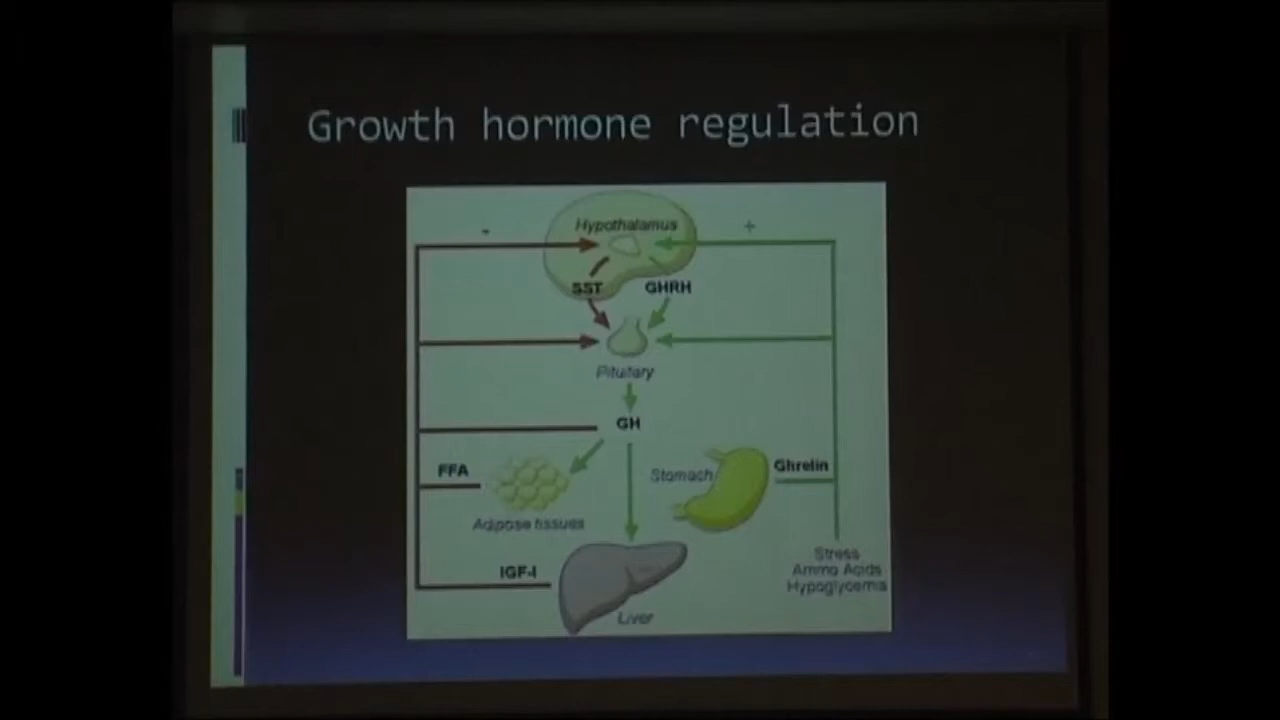 Growth hormone regulation
-
+
Hypothalamus
SST
GHRH
Pituitary
GH
FFA
Stomach
Ghrelin
Adipose tissues
Stress
Amino Acids
Hypoglycemia
IGF-I
Liver